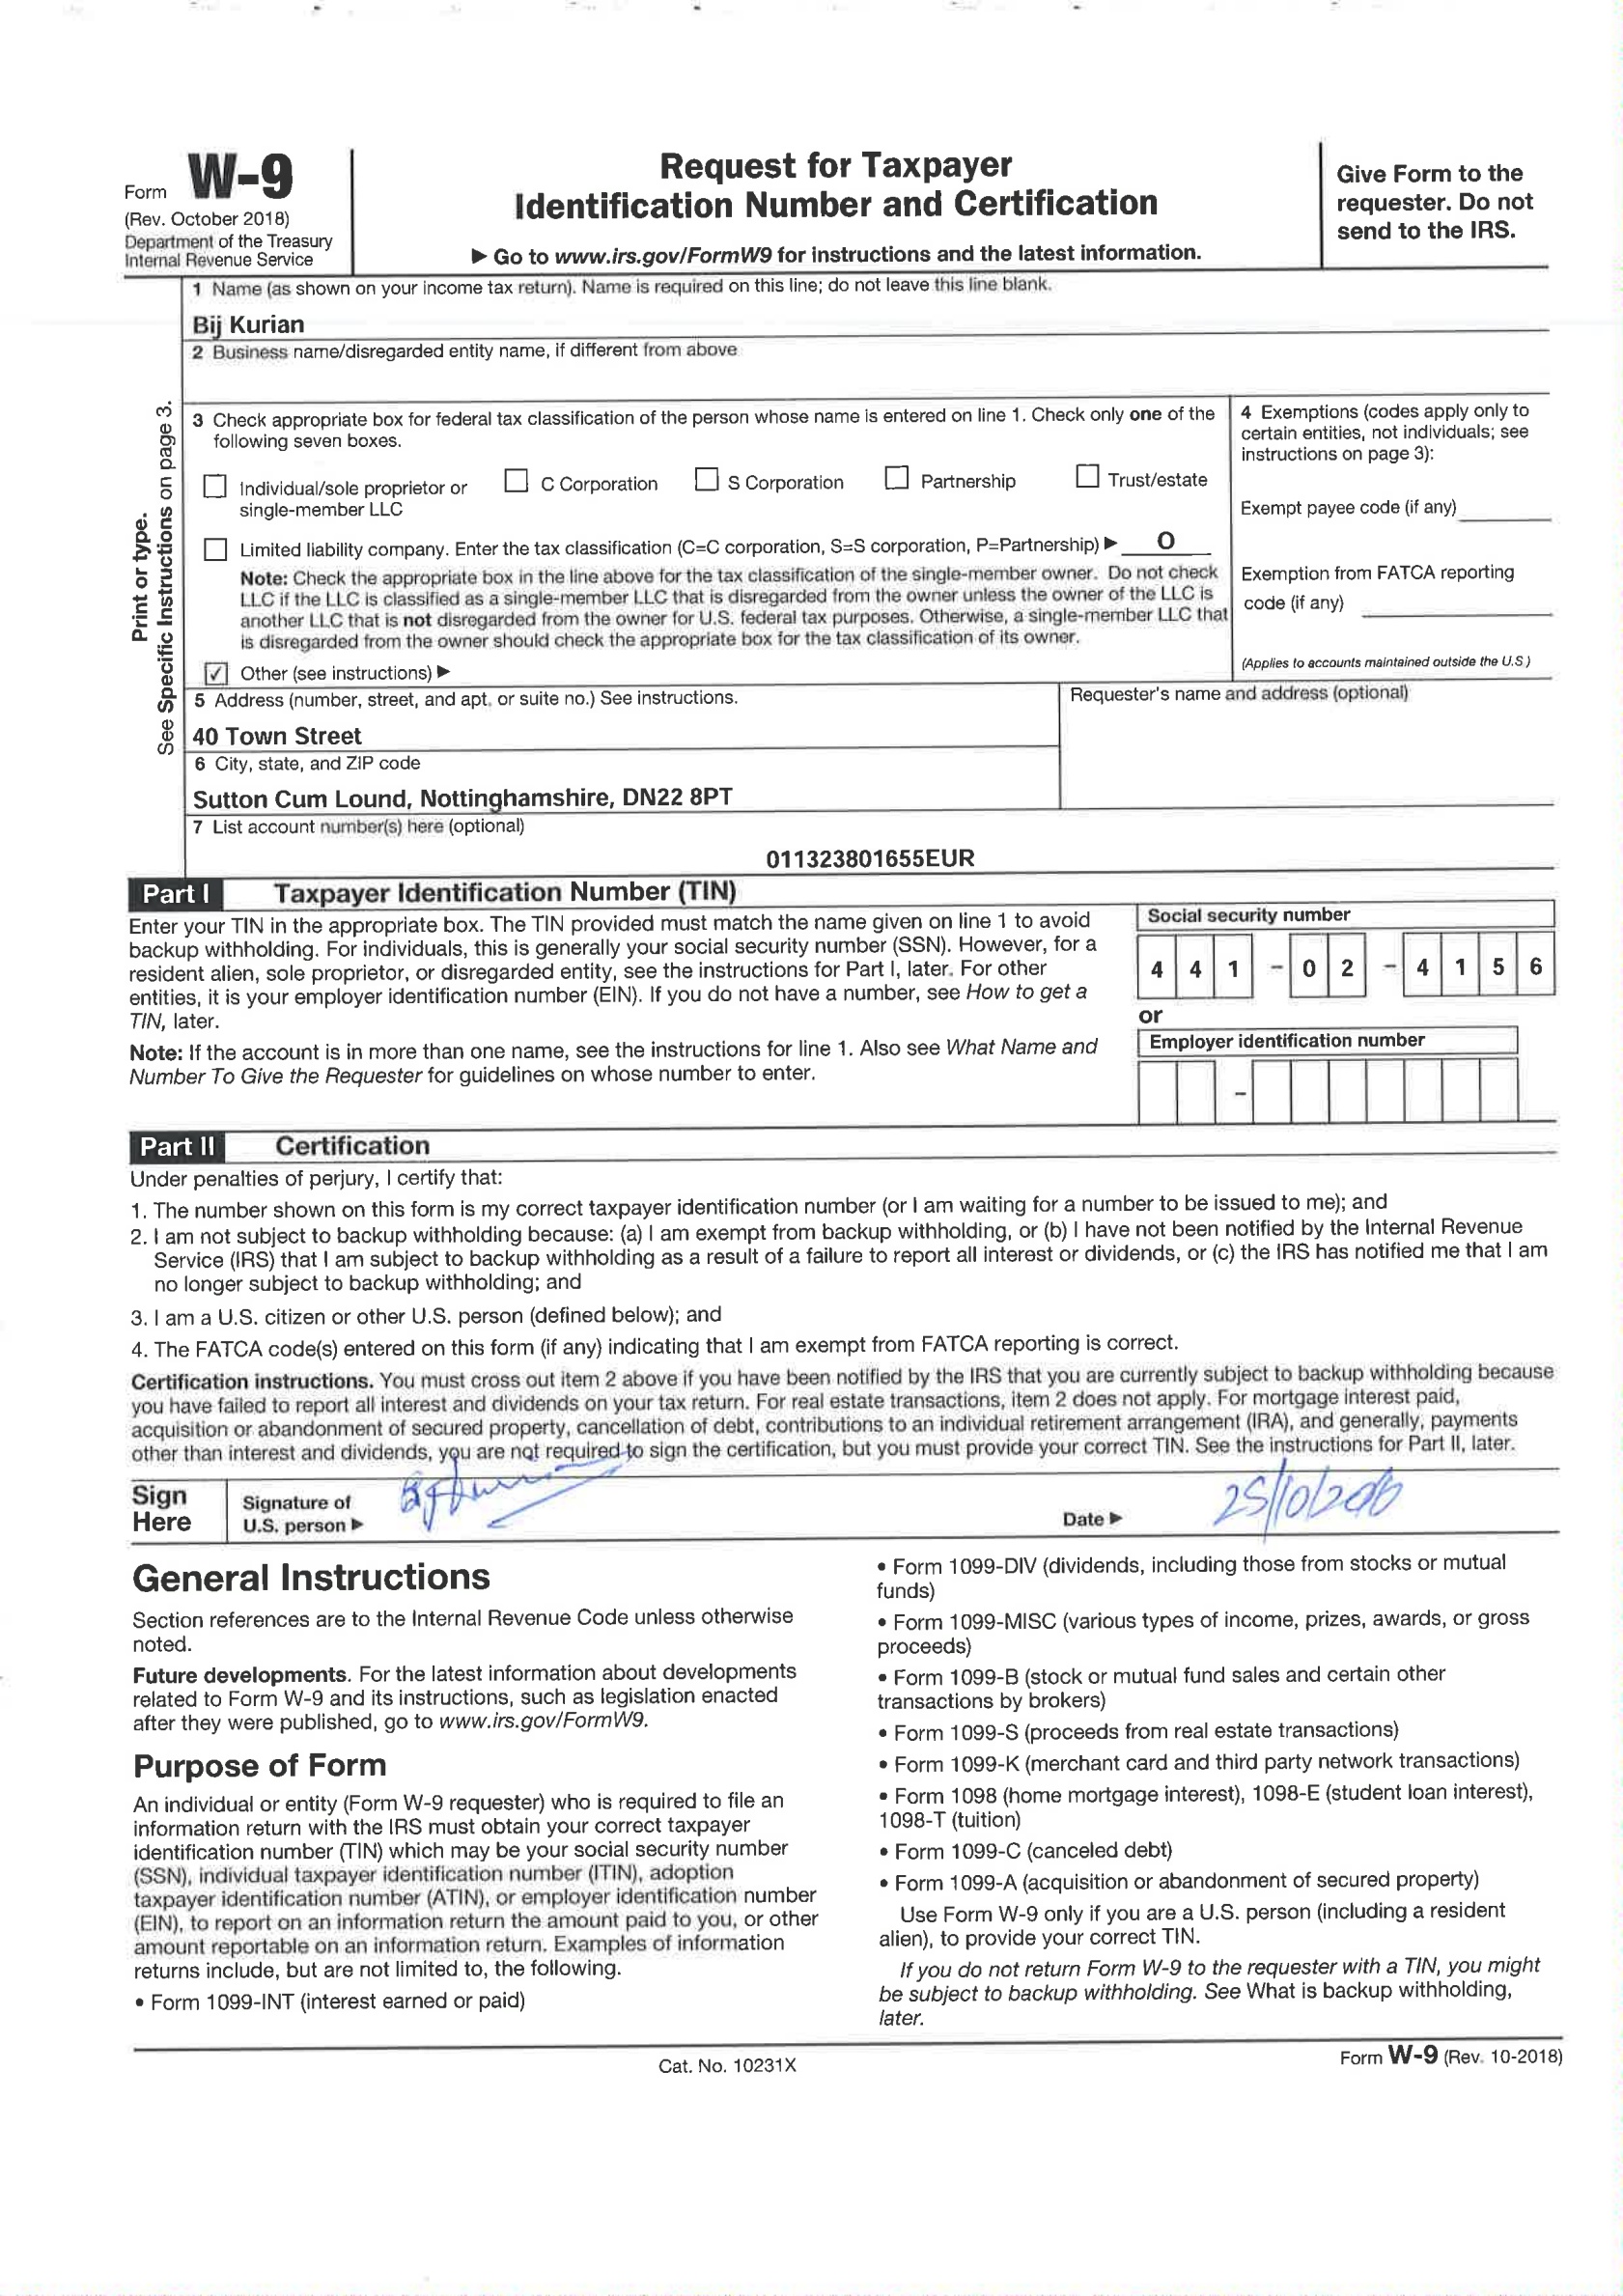 Form W-9
(Rev. October 2018)
Department of the Treasury
Internal Revenue Service
Request for Taxpayer
Identification Number and Certification
▶ Go to www.irs.gov/FormW9 for instructions and the latest information.
Give Form to the
requester. Do not
send to the IRS.
Print or type.
See Specific Instructions on page 3.
1 Name (as shown on your income tax return). Name is required on this line; do not leave this line blank.
Bij Kurian
2 Business name/disregarded entity name, if different from above
3 Check appropriate box for federal tax classification of the person whose name is entered on line 1. Check only one of the
following seven boxes.
Individual/sole proprietor or
single-member LLC
C Corporation
S Corporation
Partnership
Trust/estate
Limited liability company. Enter the tax classification (C=C corporation, S=S corporation, P=Partnership) ▶ O
Note: Check the appropriate box in the line above for the tax classification of the single-member owner. Do not check
LLC if the LLC is classified as a single-member LLC that is disregarded from the owner unless the owner of the LLC is
another LLC that is not disregarded from the owner for U.S. federal tax purposes. Otherwise, a single-member LLC that
is disregarded from the owner should check the appropriate box for the tax classification of its owner.
✓ Other (see instructions) ▶
4 Exemptions (codes apply only to
certain entities, not individuals; see
instructions on page 3):
Exempt payee code (if any)
Exemption from FATCA reporting
code (if any)
(Applies to accounts maintained outside the U.S.)
5 Address (number, street, and apt. or suite no.) See instructions.
40 Town Street
6 City, state, and ZIP code
Sutton Cum Lound, Nottinghamshire, DN22 8PT
Requester's name and address (optional)
7 List account number(s) here (optional)
011323801655EUR
Part I Taxpayer Identification Number (TIN)
Enter your TIN in the appropriate box. The TIN provided must match the name given on line 1 to avoid
backup withholding. For individuals, this is generally your social security number (SSN). However, for a
resident alien, sole proprietor, or disregarded entity, see the instructions for Part I, later. For other
entities, it is your employer identification number (EIN). If you do not have a number, see How to get a
TIN, later.
Note: If the account is in more than one name, see the instructions for line 1. Also see What Name and
Number To Give the Requester for guidelines on whose number to enter.
Social security number
4 4 1 - 0 2 - 4 1 5 6
or
Employer identification number
-
Part II Certification
Under penalties of perjury, I certify that:
1. The number shown on this form is my correct taxpayer identification number (or I am waiting for a number to be issued to me); and
2. I am not subject to backup withholding because: (a) I am exempt from backup withholding, or (b) I have not been notified by the Internal Revenue
Service (IRS) that I am subject to backup withholding as a result of a failure to report all interest or dividends, or (c) the IRS has notified me that I am
no longer subject to backup withholding; and
3. I am a U.S. citizen or other U.S. person (defined below); and
4. The FATCA code(s) entered on this form (if any) indicating that I am exempt from FATCA reporting is correct.
Certification instructions. You must cross out item 2 above if you have been notified by the IRS that you are currently subject to backup withholding because
you have failed to report all interest and dividends on your tax return. For real estate transactions, item 2 does not apply. For mortgage interest paid,
acquisition or abandonment of secured property, cancellation of debt, contributions to an individual retirement arrangement (IRA), and generally, payments
other than interest and dividends, you are not required to sign the certification, but you must provide your correct TIN. See the instructions for Part II, later.
Sign
Here
Signature of
U.S. person ▶
Date ▶
General Instructions
Section references are to the Internal Revenue Code unless otherwise
noted.
Future developments. For the latest information about developments
related to Form W-9 and its instructions, such as legislation enacted
after they were published, go to www.irs.gov/FormW9.
Purpose of Form
An individual or entity (Form W-9 requester) who is required to file an
information return with the IRS must obtain your correct taxpayer
identification number (TIN) which may be your social security number
(SSN), individual taxpayer identification number (ITIN), adoption
taxpayer identification number (ATIN), or employer identification number
(EIN), to report on an information return the amount paid to you, or other
amount reportable on an information return. Examples of information
returns include, but are not limited to, the following.
• Form 1099-INT (interest earned or paid)
• Form 1099-DIV (dividends, including those from stocks or mutual
funds)
• Form 1099-MISC (various types of income, prizes, awards, or gross
proceeds)
• Form 1099-B (stock or mutual fund sales and certain other
transactions by brokers)
• Form 1099-S (proceeds from real estate transactions)
• Form 1099-K (merchant card and third party network transactions)
• Form 1098 (home mortgage interest), 1098-E (student loan interest),
1098-T (tuition)
• Form 1099-C (canceled debt)
• Form 1099-A (acquisition or abandonment of secured property)
Use Form W-9 only if you are a U.S. person (including a resident
alien), to provide your correct TIN.
If you do not return Form W-9 to the requester with a TIN, you might
be subject to backup withholding. See What is backup withholding,
later.
Cat. No. 10231X
Form W-9 (Rev. 10-2018)